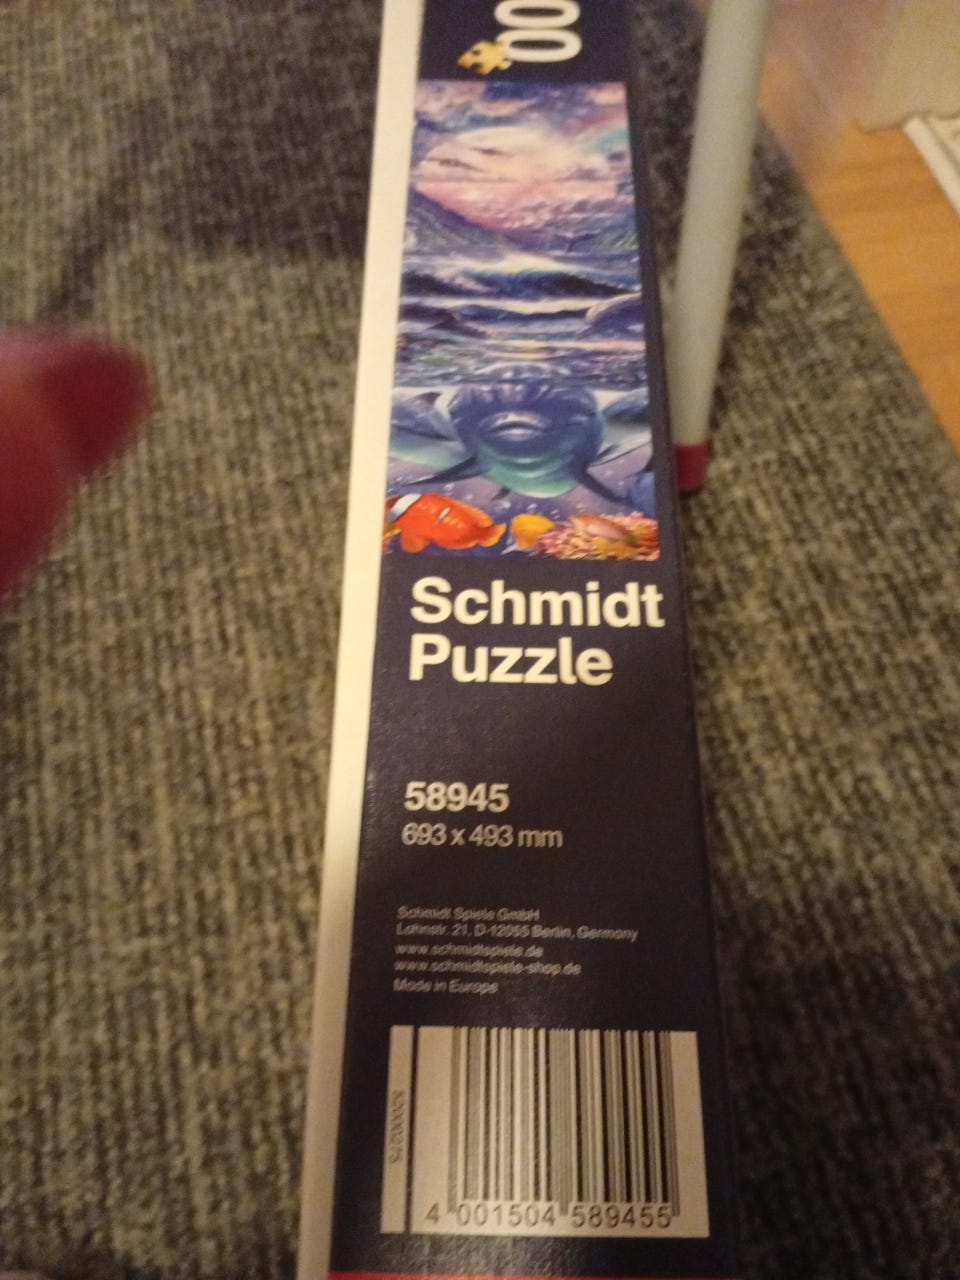 00
Schmidt
Puzzle
58945
693 x 493 mm
Schmidt Spiele GmbH
Lahnstr. 21, D-12055 Berlin, Germany
www.schmidtspiele.de
www.schmidtspiele-shop.de
Made in Europe
4 001504 589455